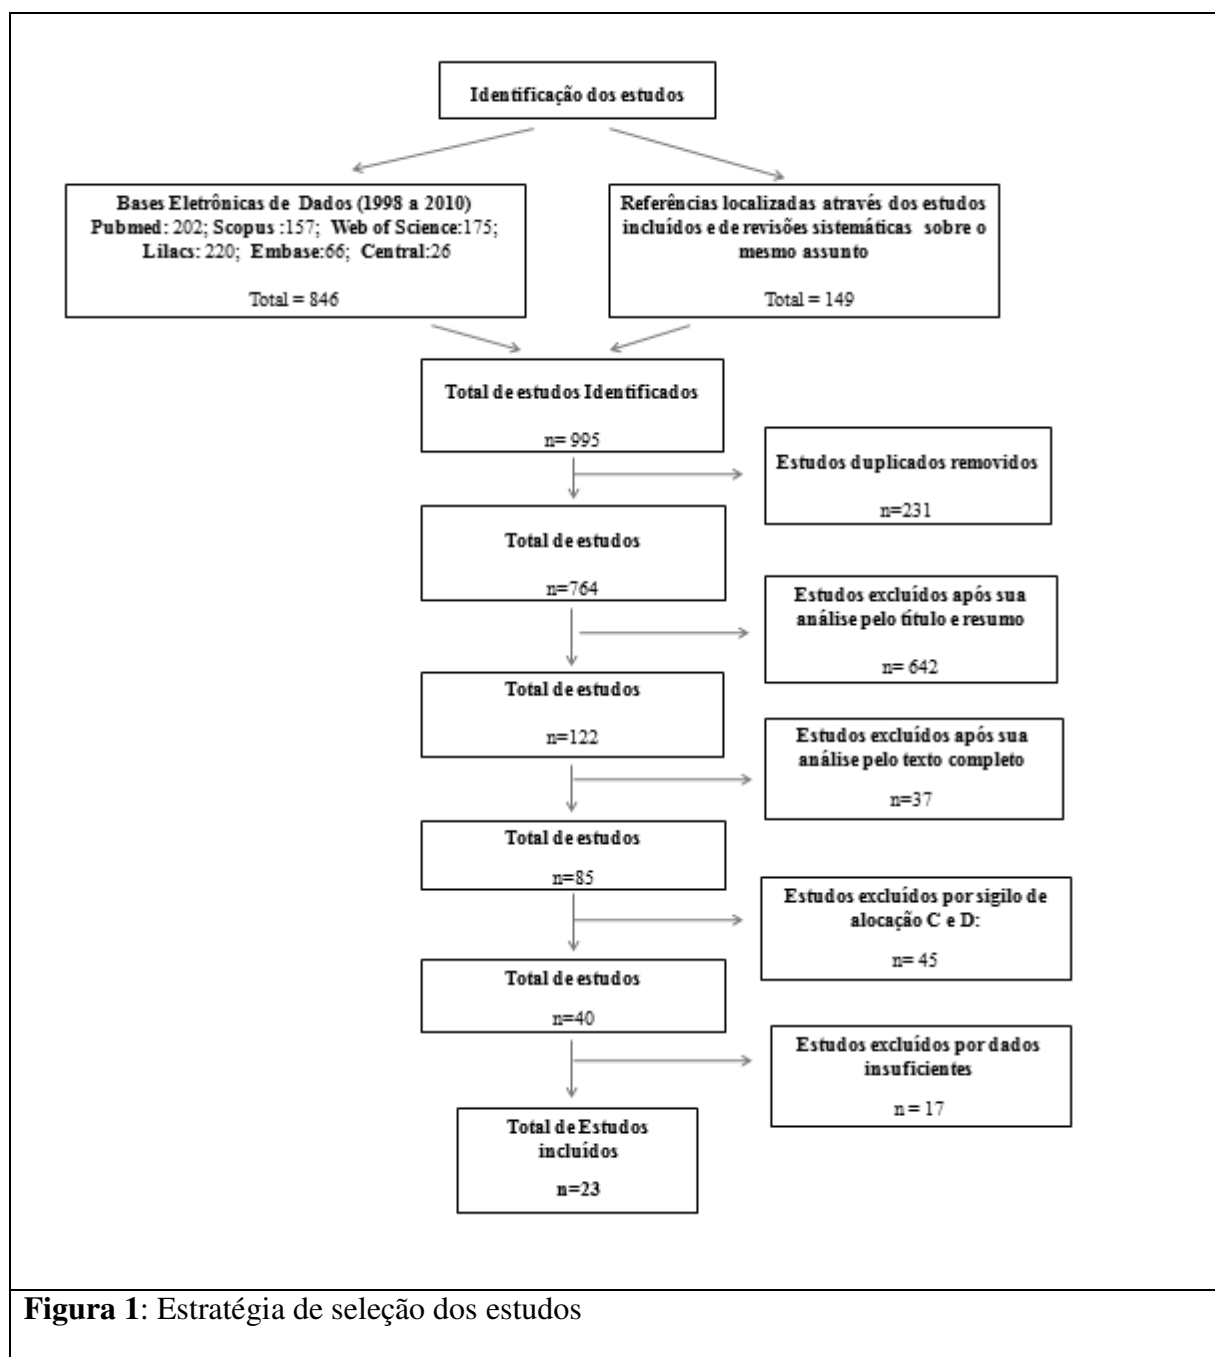 Identificação dos estudos
Bases Eletrônicas de Dados (1998 a 2010)
Pubmed: 202; Scopus :157; Web of Science:175;
Lilacs: 220; Embase:66; Central:26
Total = 846
Referências localizadas através dos estudos
incluídos e de revisões sistemáticas sobre o
mesmo assunto
Total = 149
Total de estudos Identificados
n= 995
Estudos duplicados removidos
n=231
Total de estudos
n=764
Estudos excluídos após sua
análise pelo título e resumo
n= 642
Total de estudos
n=122
Estudos excluídos após sua
análise pelo texto completo
n=37
Total de estudos
n=85
Estudos excluídos por sigilo de
alocação C e D:
n= 45
Total de estudos
n=40
Estudos excluídos por dados
insuficientes
n = 17
Total de Estudos
incluídos
n=23
Figura 1: Estratégia de seleção dos estudos